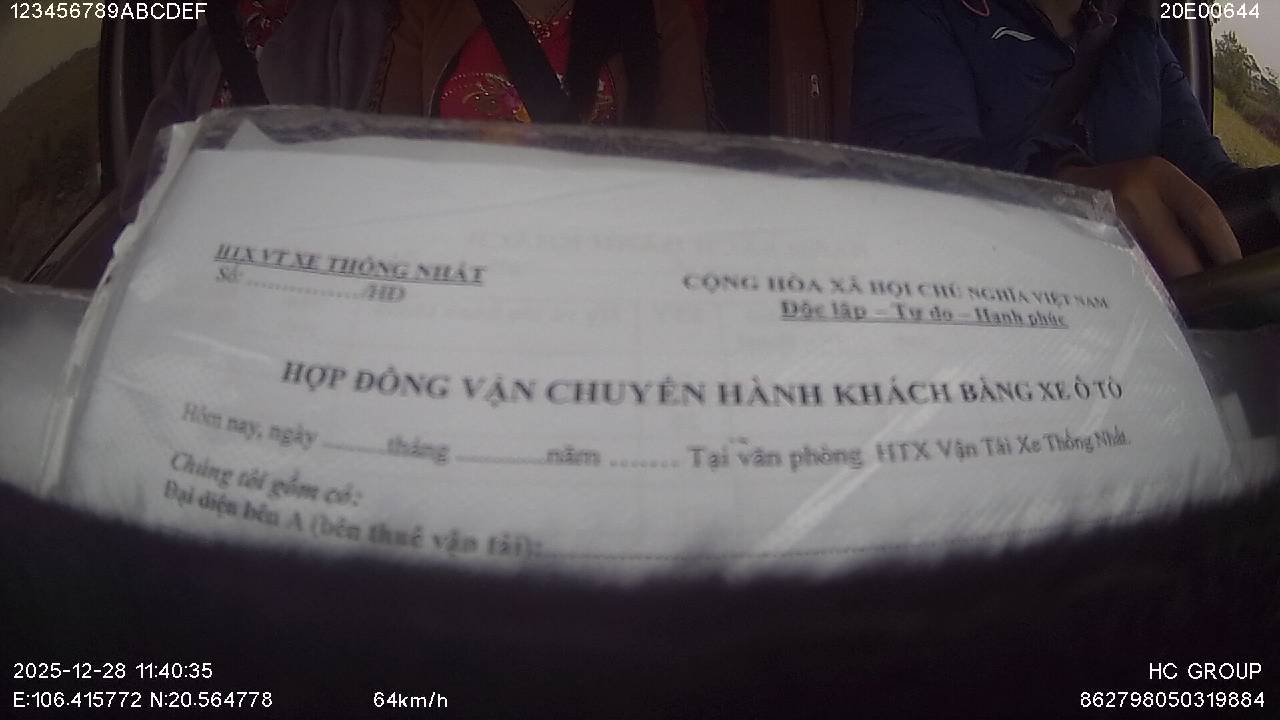 123456789ABCDEF
20E00644
HTX VT XE THỐNG NHẤT
Số: ................/HD
CỘNG HÒA XÃ HỘI CHỦ NGHĨA VIỆT NAM
Độc lập – Tự do – Hạnh phúc
HỢP ĐỒNG VẬN CHUYỂN HÀNH KHÁCH BẰNG XE Ô TÔ
Hôm nay, ngày ..........tháng ..............năm ....... Tại văn phòng HTX Vận Tải Xe Thống Nhất.
Chúng tôi gồm có:
Đại diện bên A (bên thuê vận tải):
2025-12-28 11:40:35
HC GROUP
E:106.415772 N:20.564778
64km/h
862798050319884